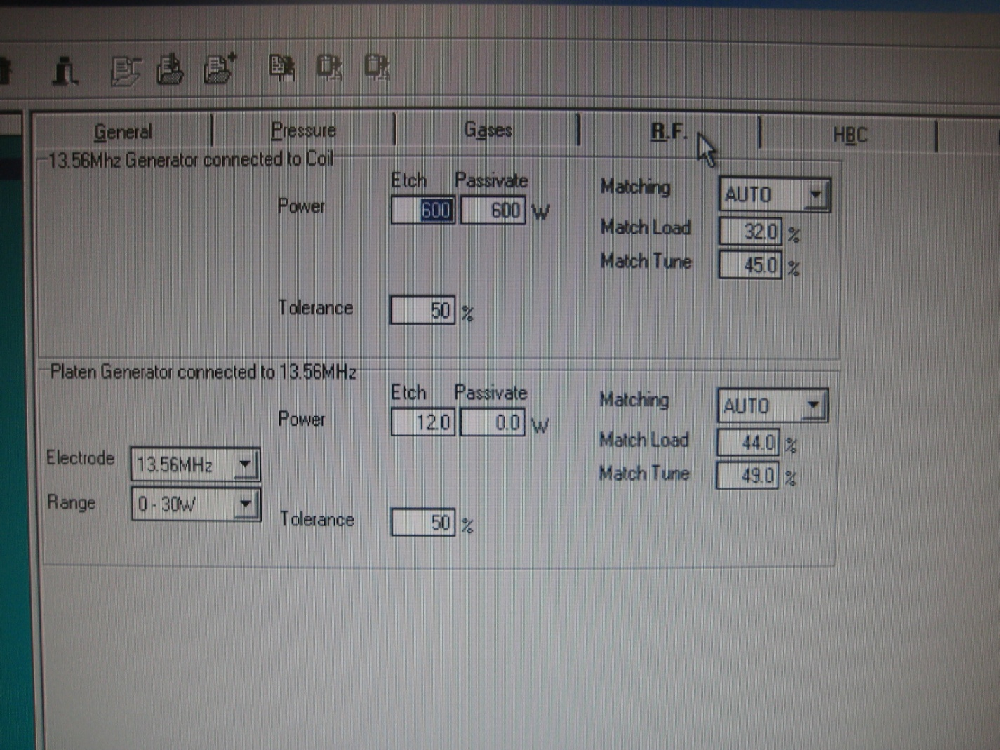 General Pressure Gases R.F. HBC
13.56Mhz Generator connected to Coil
Etch Passivate
Power 600 600 W
Matching AUTO
Match Load 32.0 %
Match Tune 45.0 %
Tolerance 50 %
Platen Generator connected to 13.56MHz
Etch Passivate
Power 12.0 0.0 W
Matching AUTO
Match Load 44.0 %
Match Tune 49.0 %
Electrode 13.56MHz
Range 0 - 30W
Tolerance 50 %